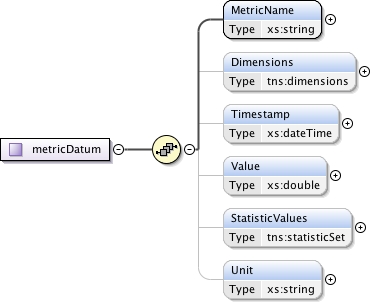 MetricName
Type xs:string
Dimensions
Type tns:dimensions
Timestamp
Type xs:dateTime
metricDatum
Value
Type xs:double
StatisticValues
Type tns:statisticSet
Unit
Type xs:string